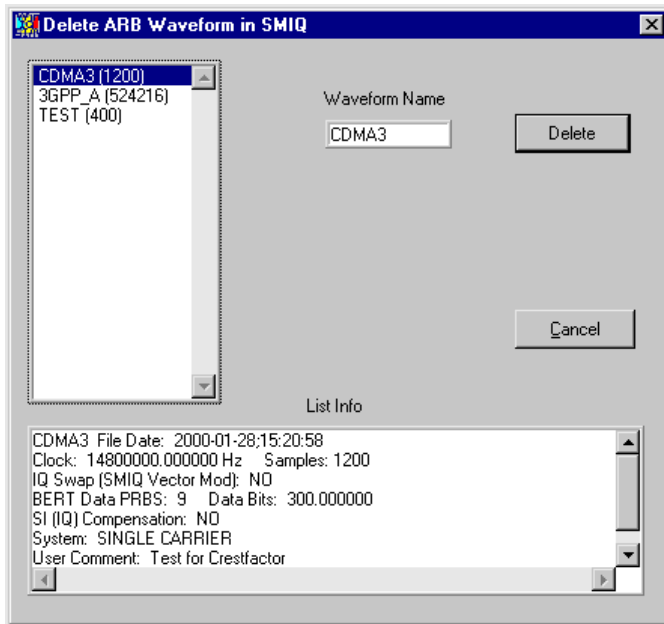 Delete ARB Waveform in SMIQ
CDMA3 (1200)
3GPP_A (524216)
TEST (400)
Waveform Name
CDMA3
Delete
Cancel
List Info
CDMA3 File Date: 2000-01-28;15:20:58
Clock: 14800000.000000 Hz Samples: 1200
IQ Swap (SMIQ Vector Mod): NO
BERT Data PRBS: 9 Data Bits: 300.000000
SI (IQ) Compensation: NO
System: SINGLE CARRIER
User Comment: Test for Crestfactor